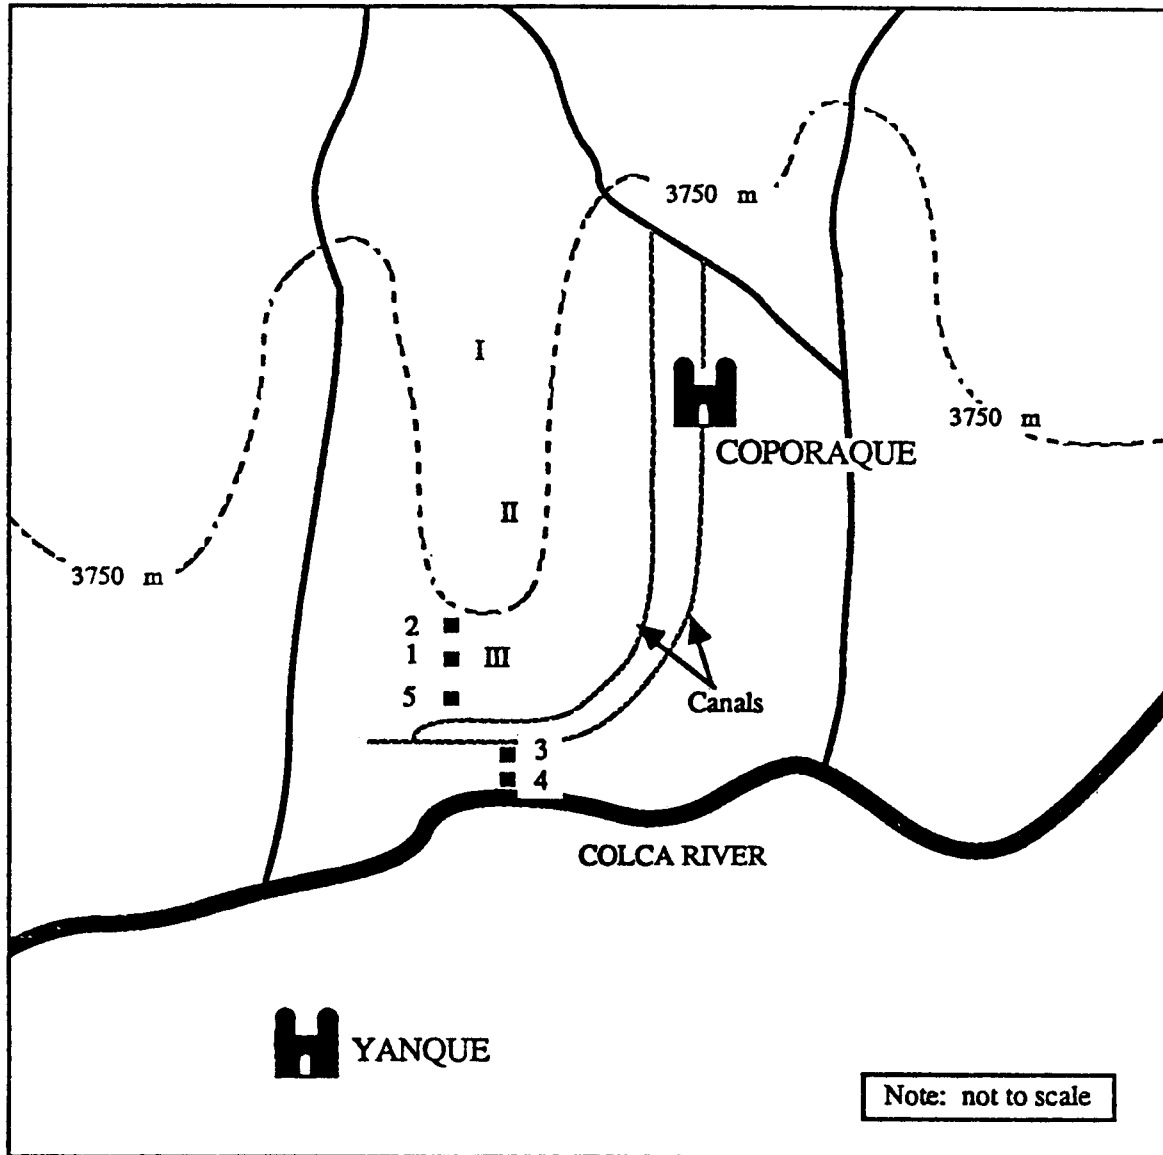 3750 m
I
3750 m
COPORAQUE
II
3750 m
2
1
III
5
Canals
3
4
COLCA RIVER
YANQUE
Note: not to scale